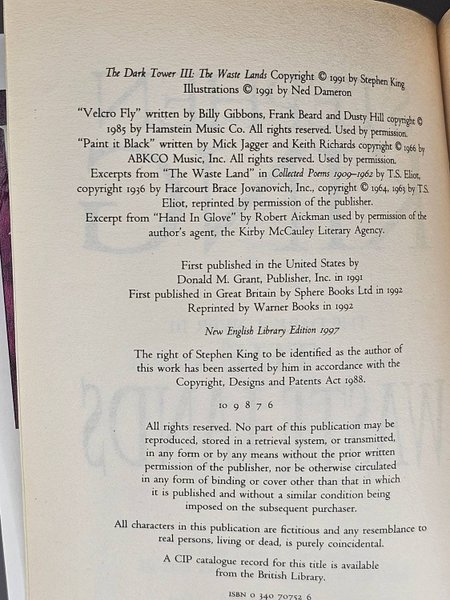 The Dark Tower III: The Waste Lands Copyright © 1991 by Stephen King
Illustrations © 1991 by Ned Dameron
“Velcro Fly” written by Billy Gibbons, Frank Beard and Dusty Hill copyright ©
1985 by Hamstein Music Co. All rights reserved. Used by permission.
“Paint it Black” written by Mick Jagger and Keith Richards copyright © 1966 by
ABKCO Music, Inc. All rights reserved. Used by permission.
Excerpts from “The Waste Land” in Collected Poems 1909–1962 by T.S. Eliot,
copyright 1936 by Harcourt Brace Jovanovich, Inc., copyright © 1964, 1963 by T.S.
Eliot, reprinted by permission of the publisher.
Excerpt from “Hand In Glove” by Robert Aickman used by permission of the
author’s agent, the Kirby McCauley Literary Agency.
First published in the United States by
Donald M. Grant, Publisher, Inc. in 1991
First published in Great Britain by Sphere Books Ltd in 1992
Reprinted by Warner Books in 1992
New English Library Edition 1997
The right of Stephen King to be identified as the author of
this work has been asserted by him in accordance with the
Copyright, Designs and Patents Act 1988.
10 9 8 7 6
All rights reserved. No part of this publication may be
reproduced, stored in a retrieval system, or transmitted,
in any form or by any means without the prior written
permission of the publisher, nor be otherwise circulated
in any form of binding or cover other than that in which
it is published and without a similar condition being
imposed on the subsequent purchaser.
All characters in this publication are fictitious and any resemblance to
real persons, living or dead, is purely coincidental.
A CIP catalogue record for this title is available
from the British Library.
ISBN 0 340 70752 6